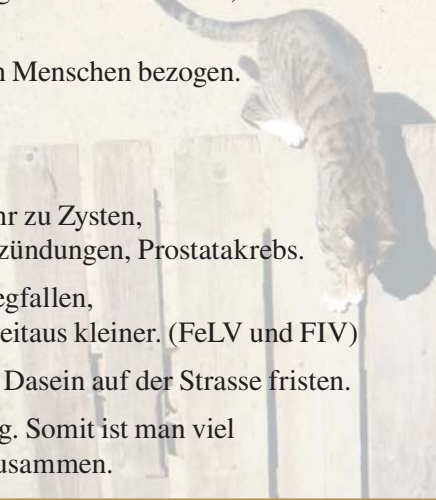 n Menschen bezogen.
hr zu Zysten,
zündungen, Prostatakrebs.
egfallen,
eitaus kleiner. (FeLV und FIV)
Dasein auf der Strasse fristen.
g. Somit ist man viel
usammen.